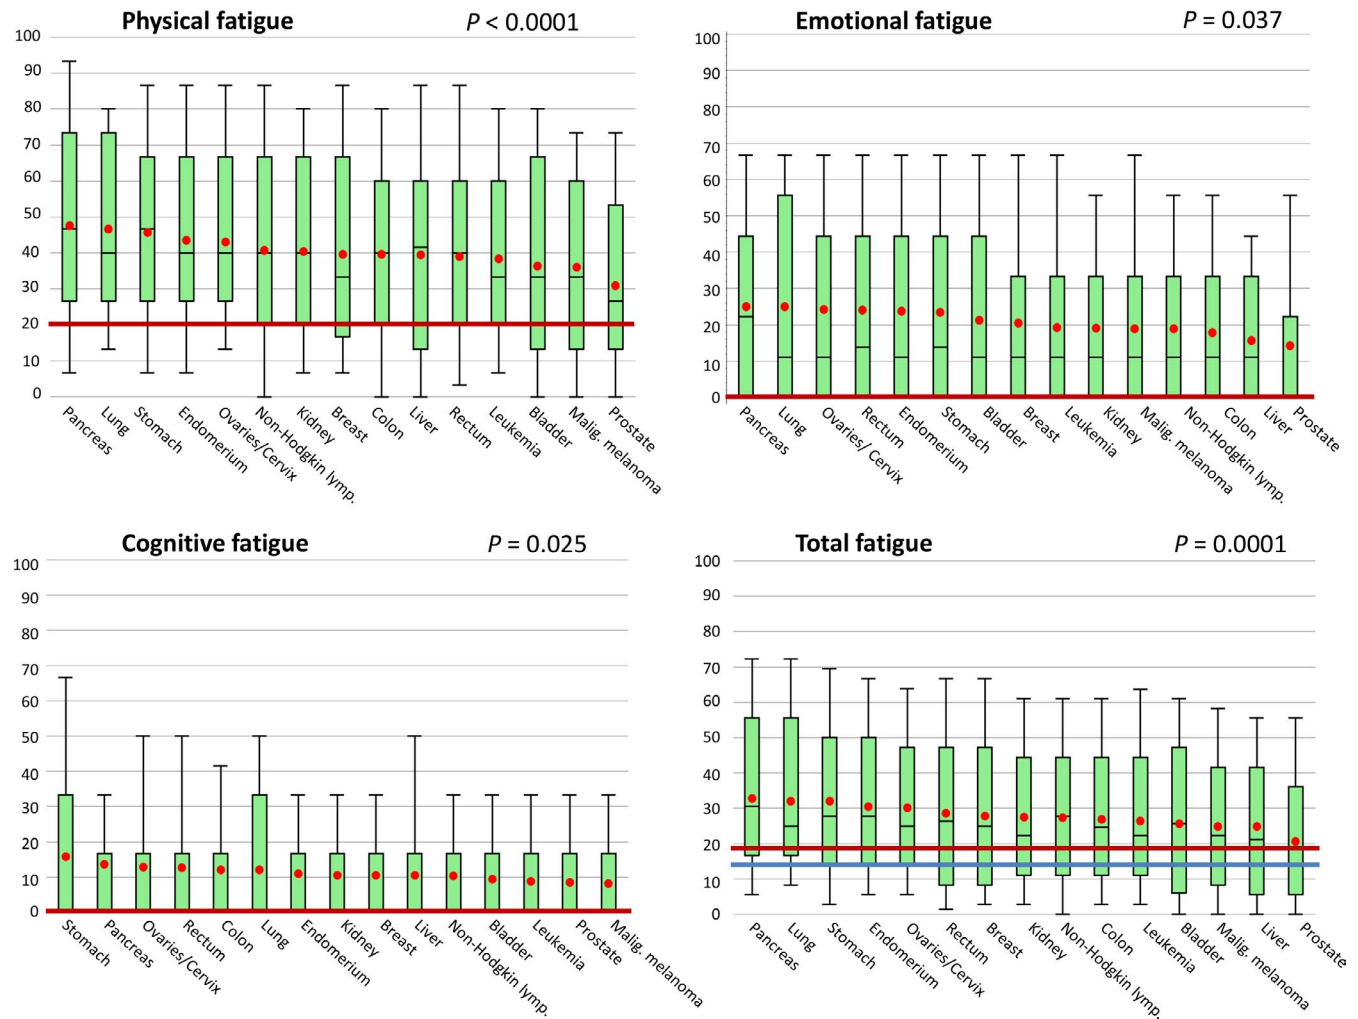 Physical fatigue P < 0.0001
100
90
80
70
60
50
40
30
20
10
0
Pancreas
Lung
Stomach
Endomerium
Ovaries/Cervix
Non-Hodgkin lymp.
Kidney
Breast
Colon
Liver
Rectum
Leukemia
Bladder
Malig. melanoma
Prostate
Emotional fatigue P = 0.037
100
90
80
70
60
50
40
30
20
10
0
Pancreas
Lung
Ovaries/ Cervix
Rectum
Endomerium
Stomach
Bladder
Breast
Leukemia
Kidney
Malig. melanoma
Non-Hodgkin lymp.
Colon
Liver
Prostate
Cognitive fatigue P = 0.025
100
90
80
70
60
50
40
30
20
10
0
Stomach
Pancreas
Ovaries/Cervix
Rectum
Colon
Lung
Endomerium
Kidney
Breast
Liver
Non-Hodgkin lymp.
Bladder
Leukemia
Prostate
Malig. melanoma
Total fatigue P = 0.0001
100
90
80
70
60
50
40
30
20
10
0
Pancreas
Lung
Stomach
Endomerium
Ovaries/Cervix
Rectum
Breast
Kidney
Non-Hodgkin lymp.
Colon
Leukemia
Bladder
Malig. melanoma
Liver
Prostate